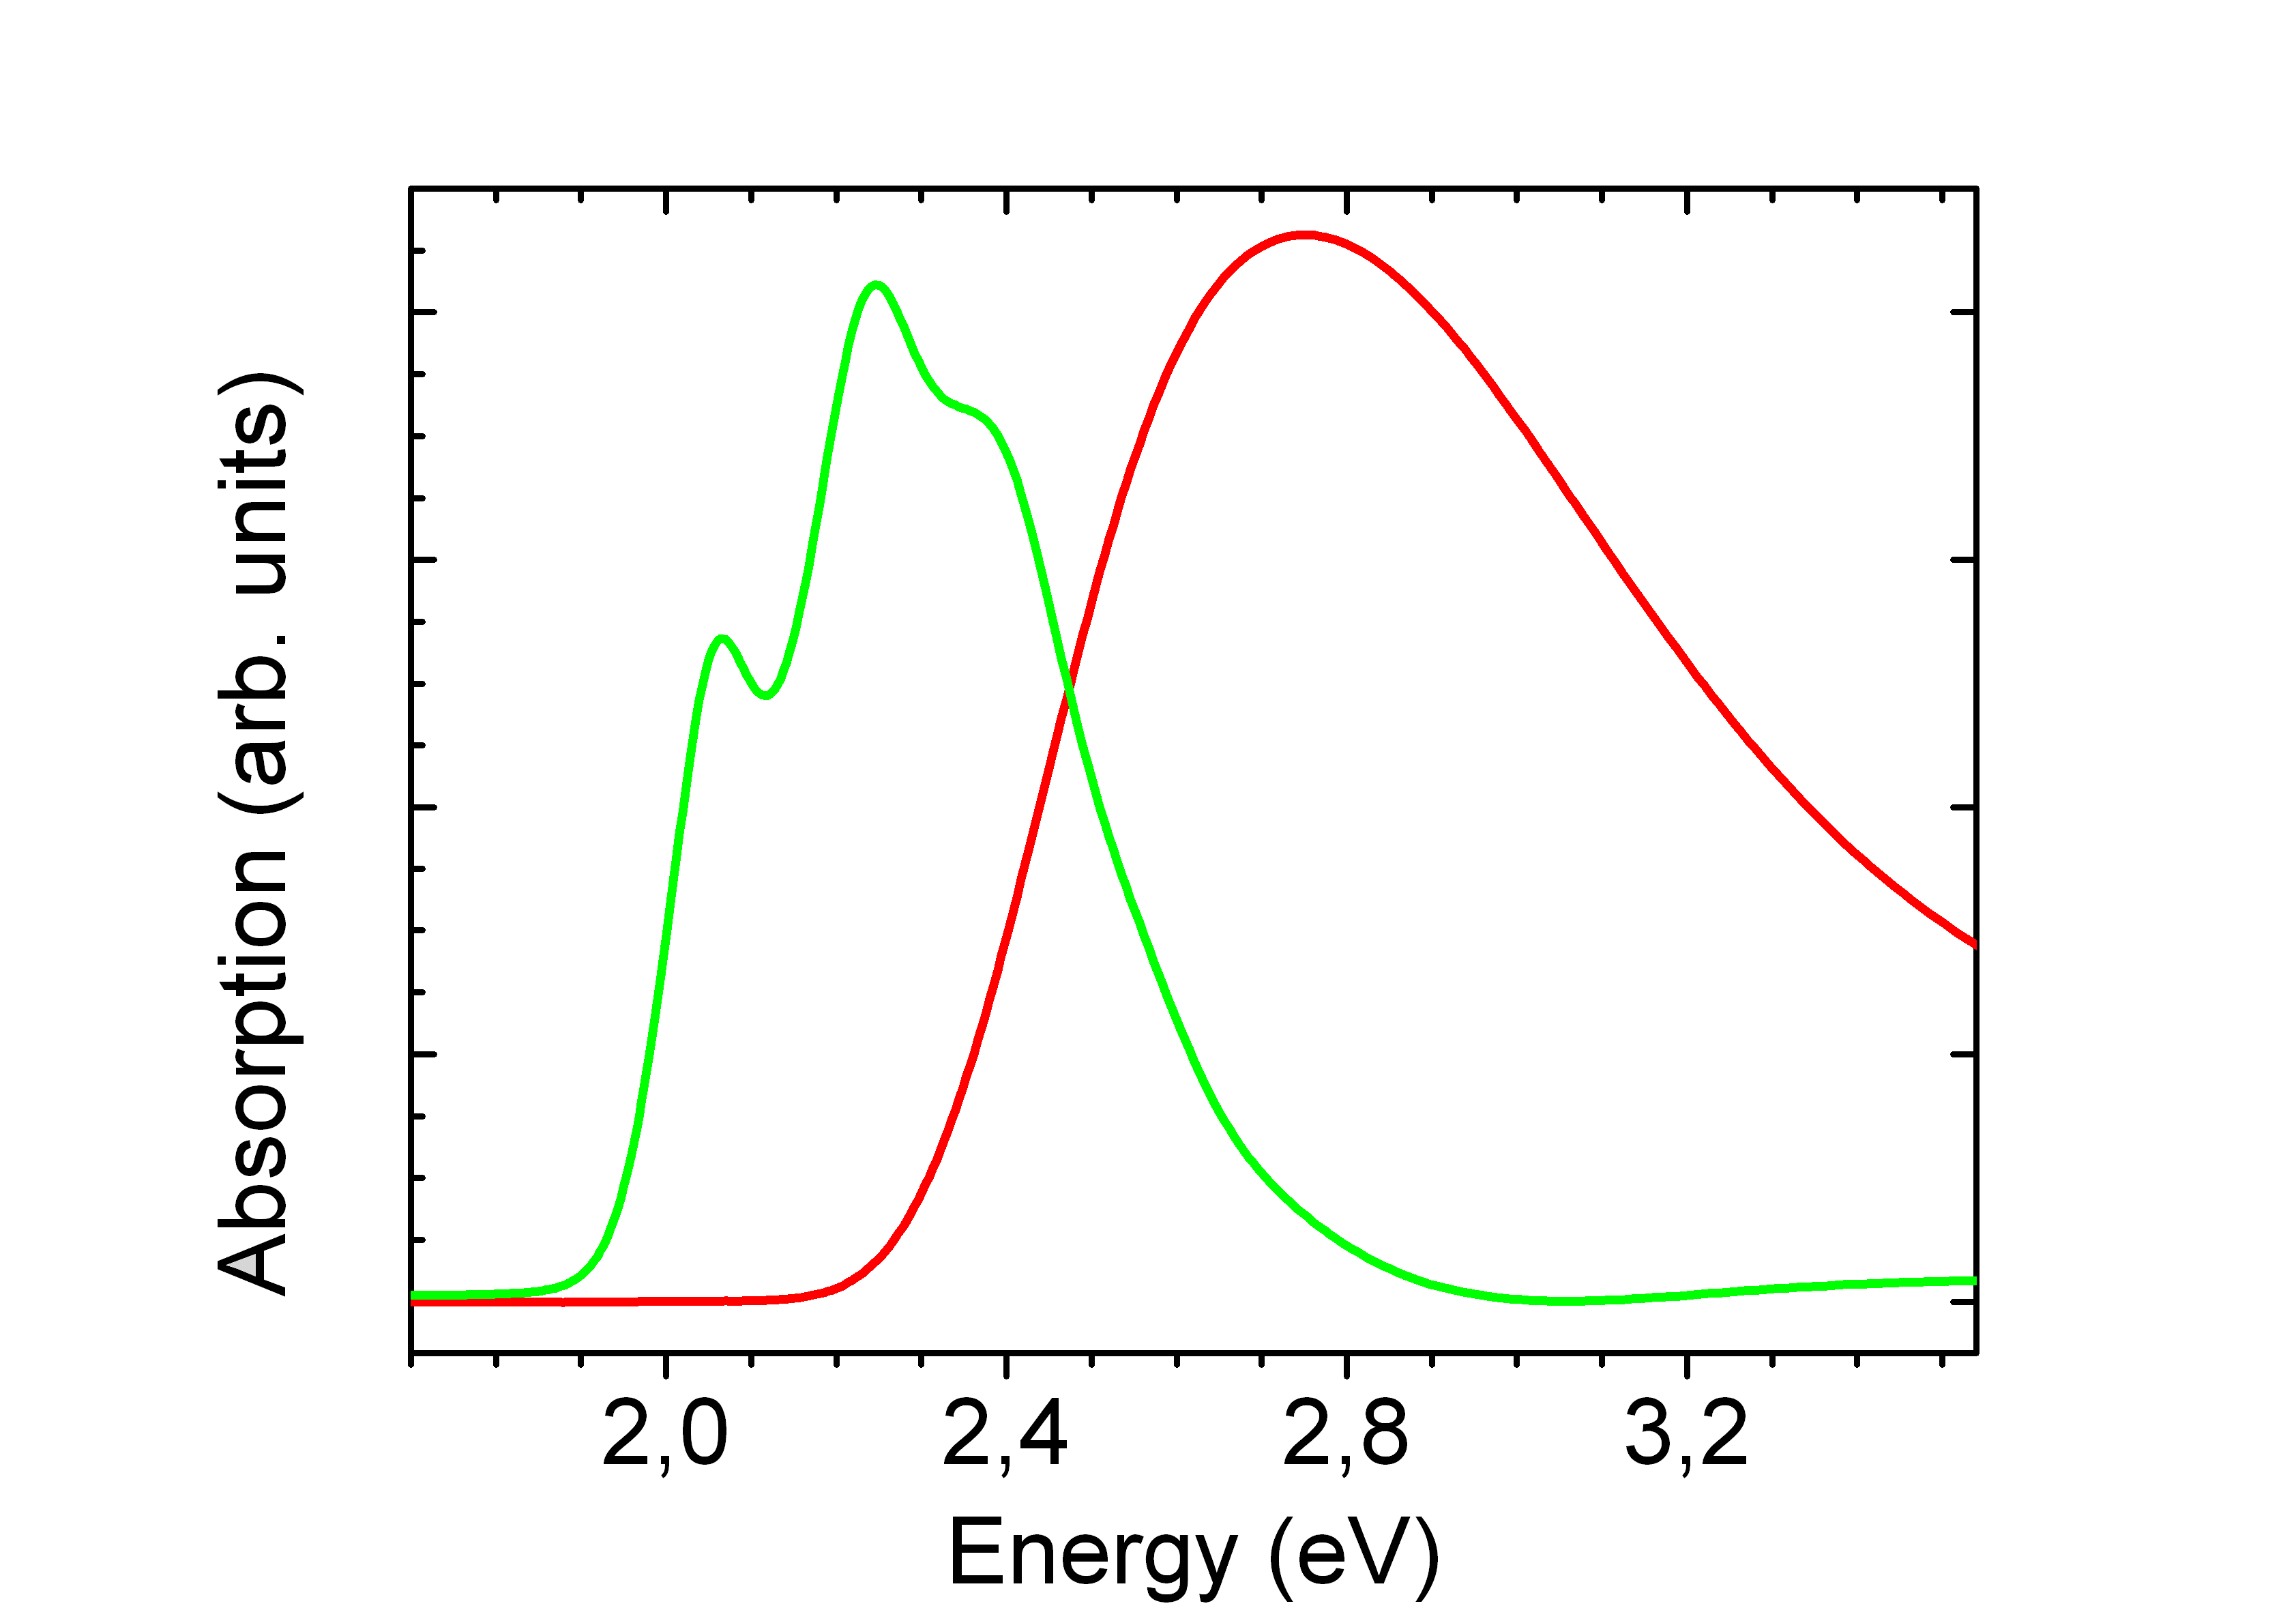 Absorption (arb. units)
2,0
2,4
2,8
3,2
Energy (eV)